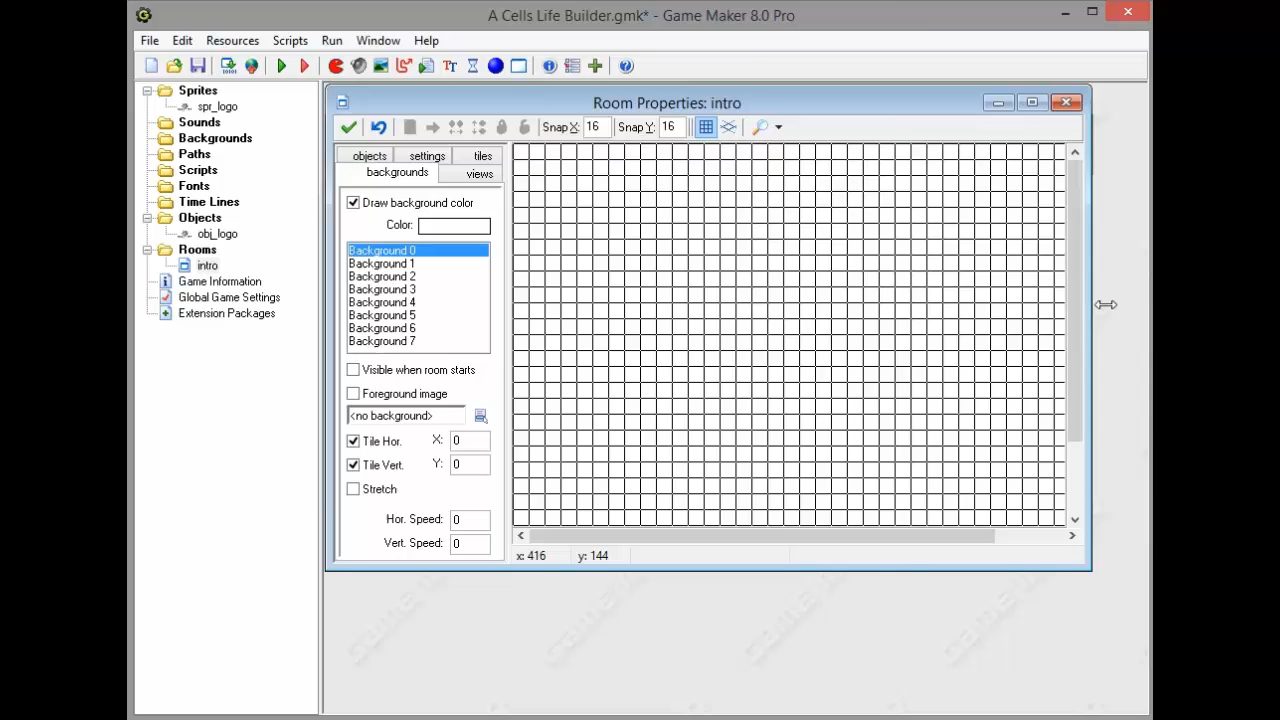 A Cells Life Builder.gmk* - Game Maker 8.0 Pro
File Edit Resources Scripts Run Window Help
Sprites
spr_logo
Sounds
Backgrounds
Paths
Scripts
Fonts
Time Lines
Objects
obj_logo
Rooms
intro
Game Information
Global Game Settings
Extension Packages
Room Properties: intro
Snap X: 16 Snap Y: 16
objects settings tiles
backgrounds views
Draw background color
Color:
Background 0
Background 1
Background 2
Background 3
Background 4
Background 5
Background 6
Background 7
Visible when room starts
Foreground image
<no background>
Tile Hor. X: 0
Tile Vert. Y: 0
Stretch
Hor. Speed: 0
Vert. Speed: 0
x: 416 y: 144